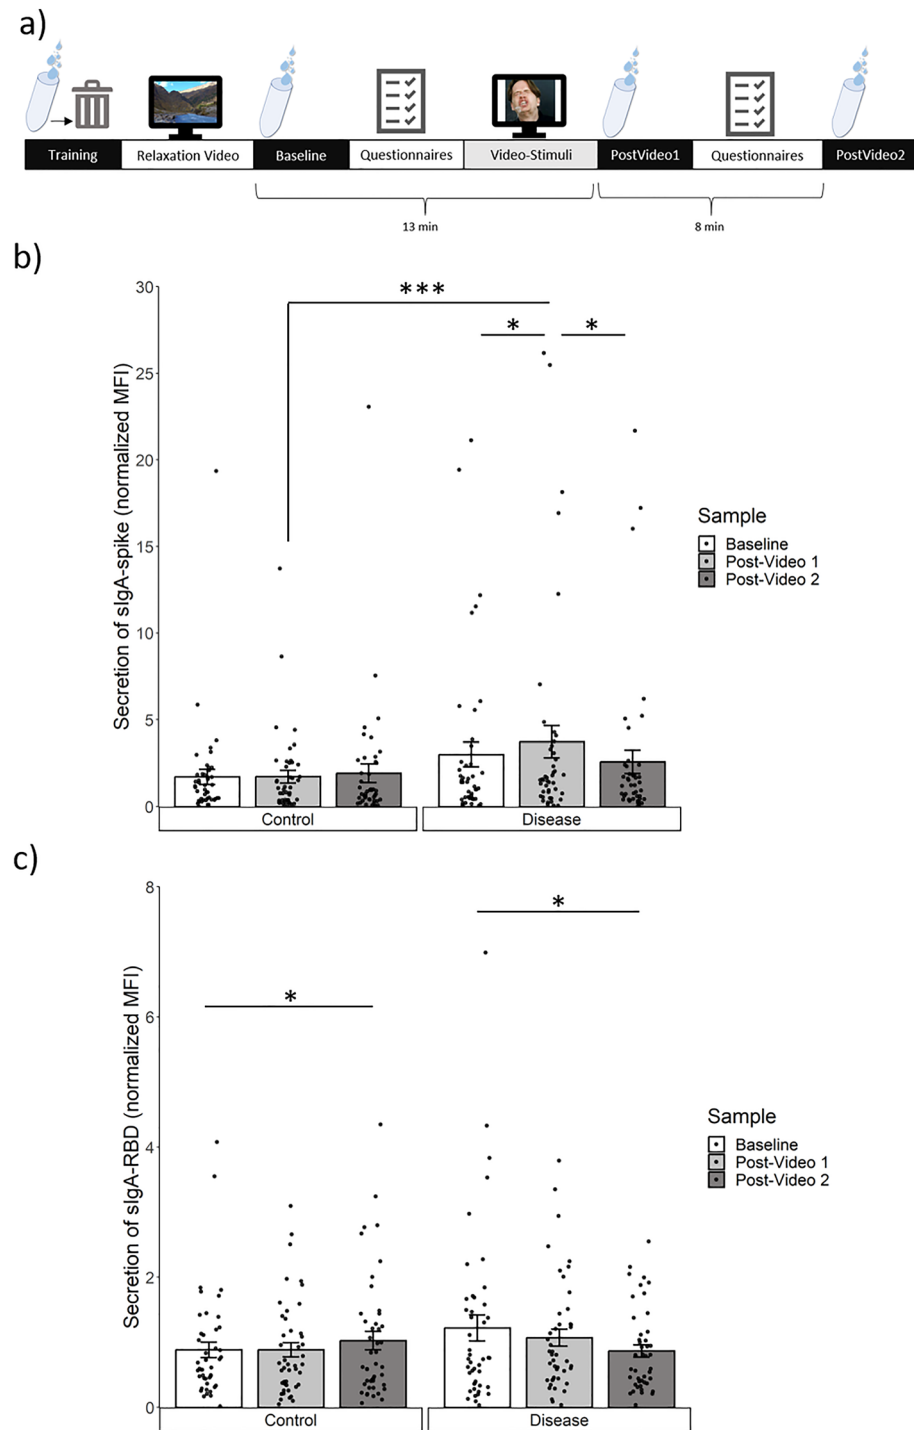 a)
Training
Relaxation Video
Baseline
Questionnaires
Video-Stimuli
PostVideo1
Questionnaires
PostVideo2
13 min
8 min
b)
Secretion of sIgA-spike (normalized MFI)
30
25
20
15
10
5
0
***
*
*
Control
Disease
Sample
Baseline
Post-Video 1
Post-Video 2
c)
Secretion of sIgA-RBD (normalized MFI)
8
6
4
2
0
*
*
Control
Disease
Sample
Baseline
Post-Video 1
Post-Video 2